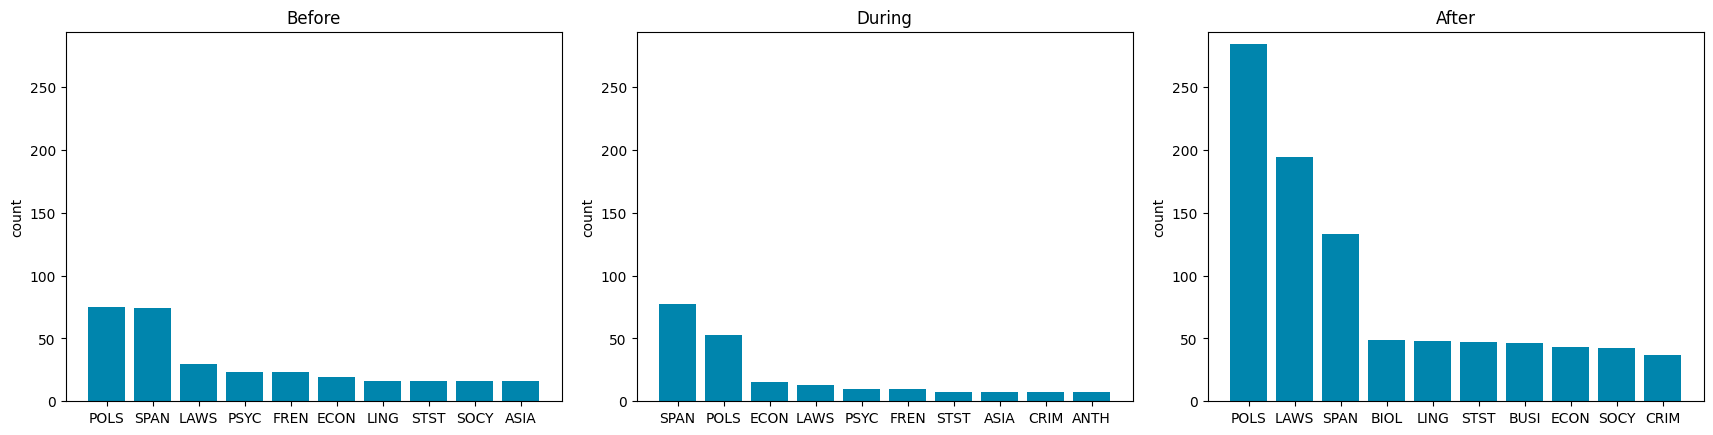 Before
250
200
150
100
50
0
count
POLS SPAN LAWS PSYC FREN ECON LING STST SOCY ASIA
During
250
200
150
100
50
0
count
SPAN POLS ECON LAWS PSYC FREN STST ASIA CRIM ANTH
After
250
200
150
100
50
0
count
POLS LAWS SPAN BIOL LING STST BUSI ECON SOCY CRIM